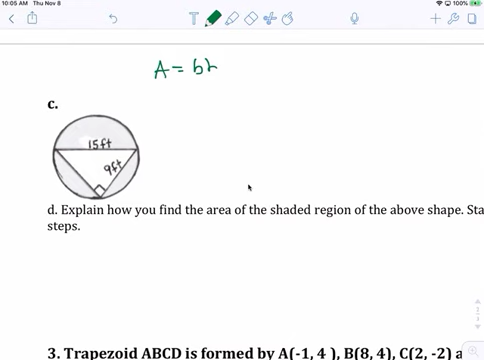 10:05 AM Thu Nov 8
100%
A = bh
c.
15ft
9ft
d. Explain how you find the area of the shaded region of the above shape. Sta
steps.
3. Trapezoid ABCD is formed by A(-1, 4 ), B(8, 4), C(2, -2) a